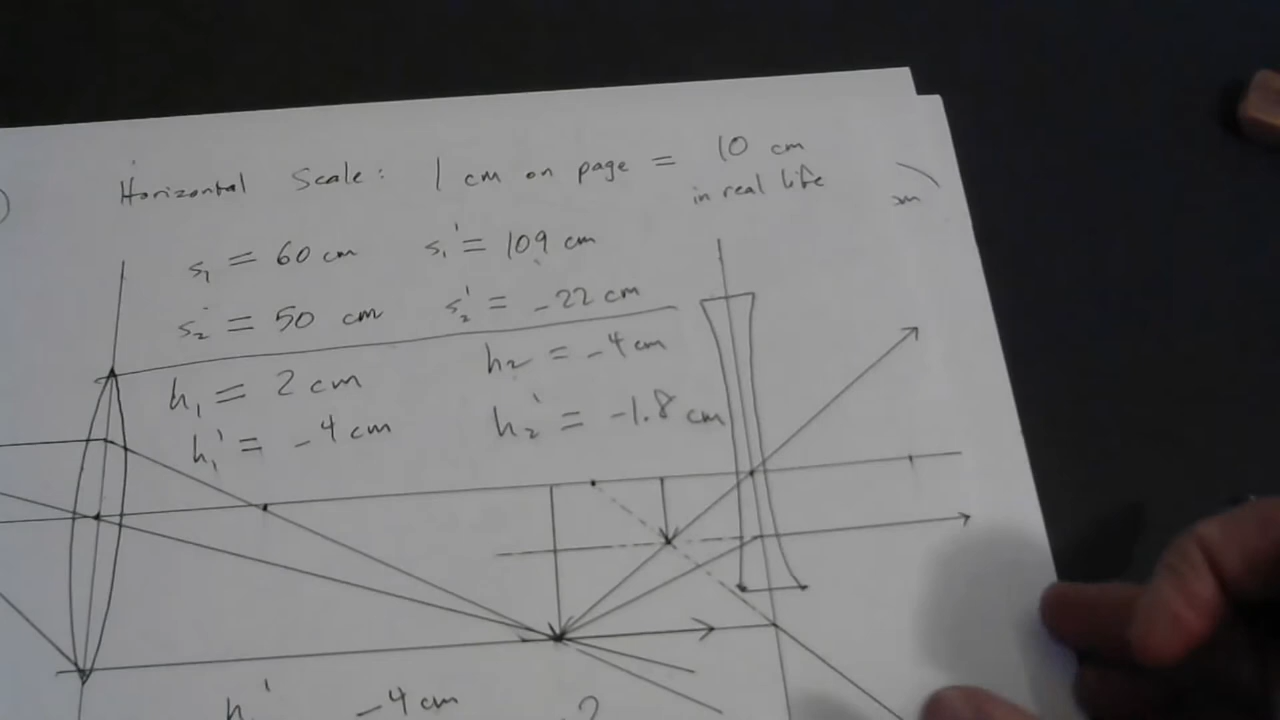 Horizontal Scale: 1 cm on page = 10 cm
in real life
s₁ = 60 cm s₁' = 109 cm
s₂ = 50 cm s₂' = -22 cm
h₁ = 2 cm h₂ = -4 cm
h₁' = -4 cm h₂' = -1.8 cm
h' -4 cm